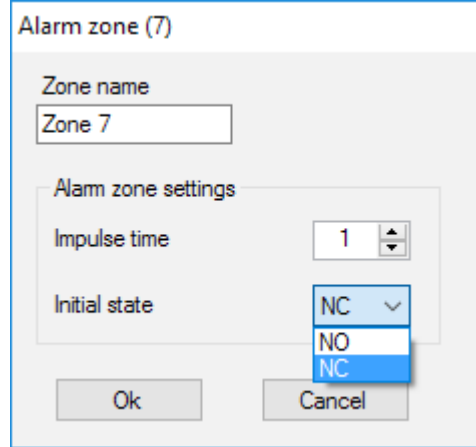 Alarm zone (7)
Zone name
Zone 7
Alarm zone settings
Impulse time 1
Initial state NC
NO
NC
Ok Cancel